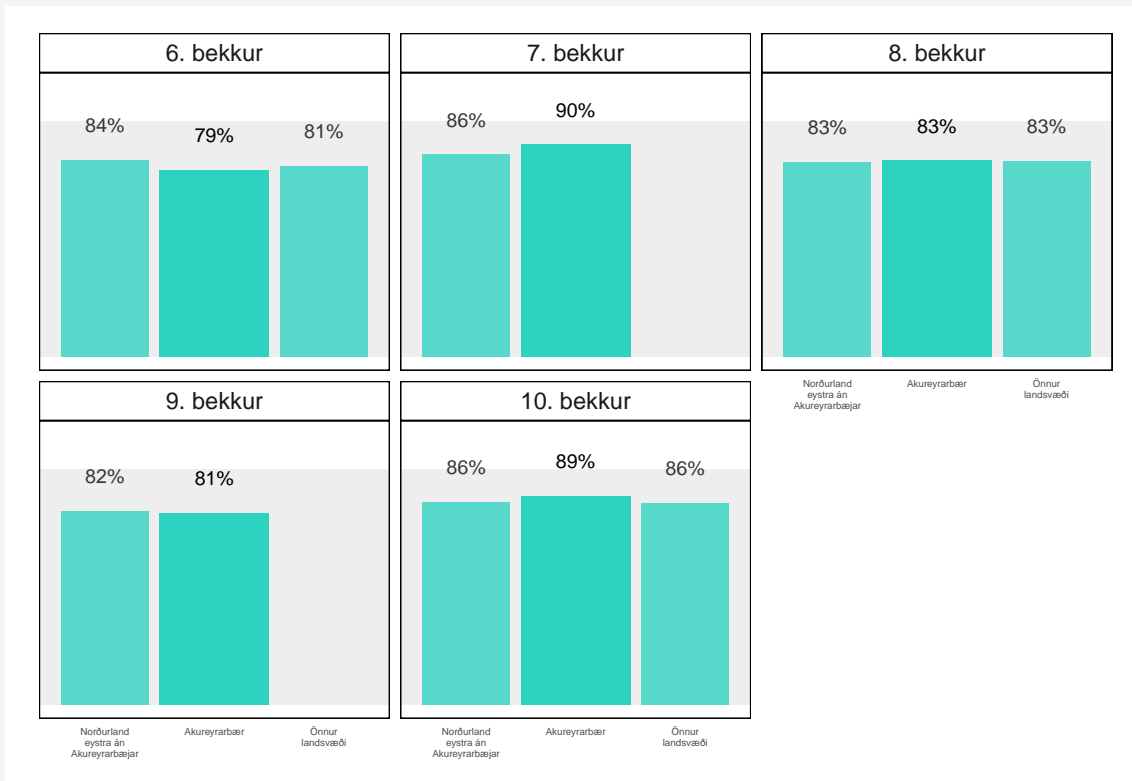 6. bekkur
84%
79%
81%
7. bekkur
86%
90%
8. bekkur
83%
83%
83%
Norðurland
eystra án
Akureyrarbæjar
Akureyrarbær
Önnur
landsvæði
9. bekkur
82%
81%
Norðurland
eystra án
Akureyrarbæjar
Akureyrarbær
Önnur
landsvæði
10. bekkur
86%
89%
86%
Norðurland
eystra án
Akureyrarbæjar
Akureyrarbær
Önnur
landsvæði